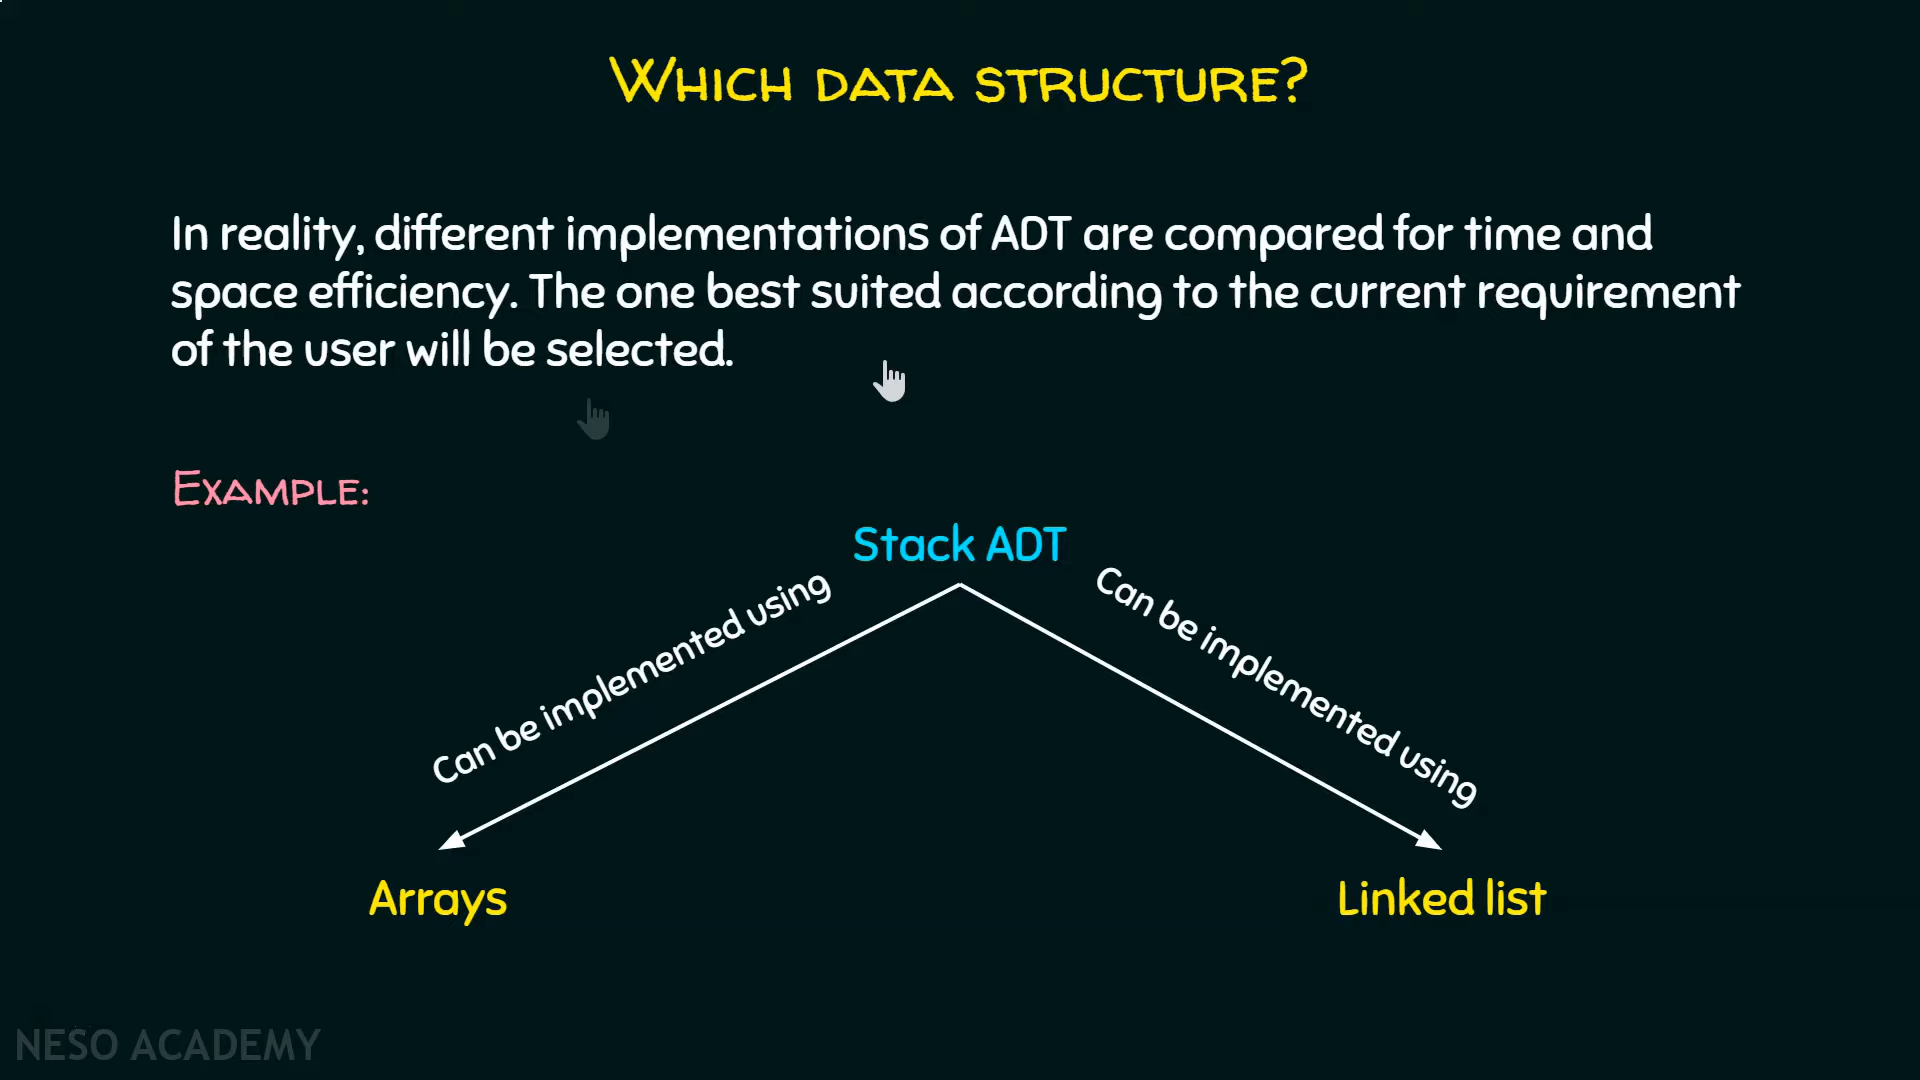 Which data structure?
In reality, different implementations of ADT are compared for time and
space efficiency. The one best suited according to the current requirement
of the user will be selected.
Example:
Stack ADT
Can be implemented using
Can be implemented using
Arrays
Linked list
NESO ACADEMY